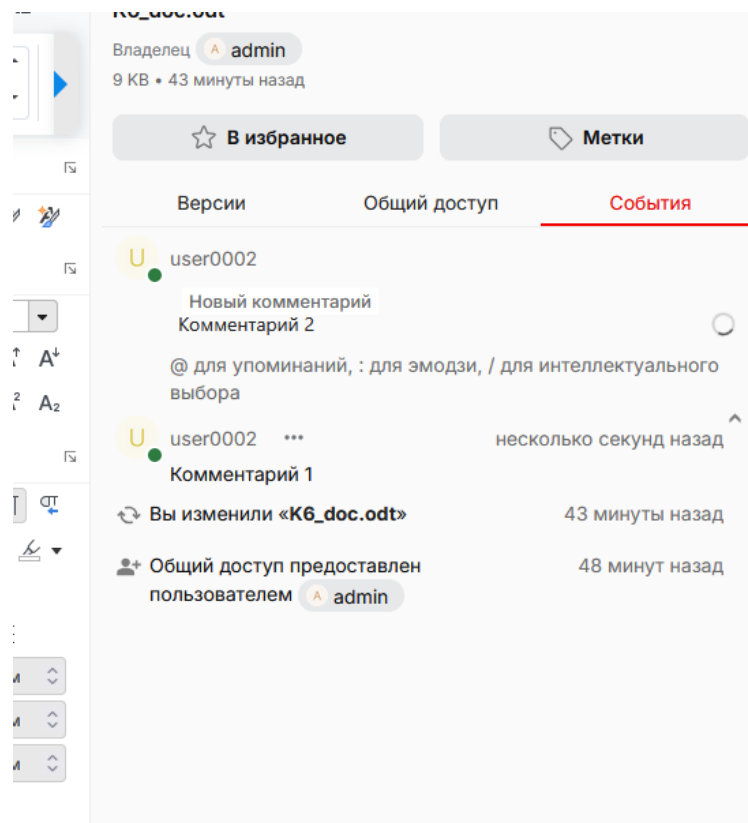 K6_doc.odt
Владелец A admin
9 KB • 43 минуты назад
В избранное
Метки
Версии
Общий доступ
События
U user0002
Новый комментарий
Комментарий 2
@ для упоминаний, : для эмодзи, / для интеллектуального
выбора
U user0002 ••• несколько секунд назад
Комментарий 1
Вы изменили «K6_doc.odt» 43 минуты назад
Общий доступ предоставлен 48 минут назад
пользователем A admin